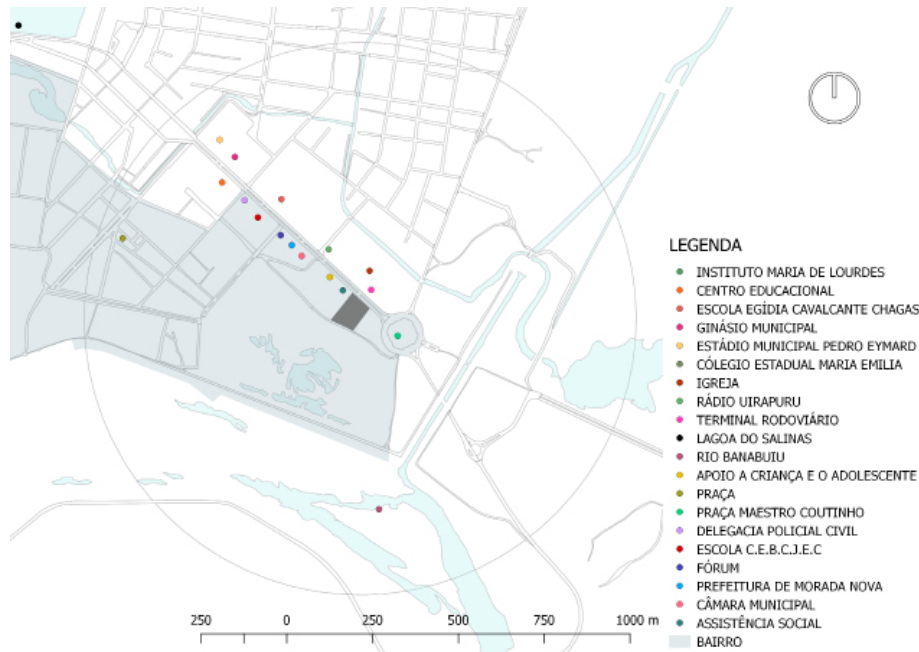 LEGENDA
INSTITUTO MARIA DE LOURDES
CENTRO EDUCACIONAL
ESCOLA EGÍDIA CAVALCANTE CHAGAS
GINÁSIO MUNICIPAL
ESTÁDIO MUNICIPAL PEDRO EYMARD
CÓLEGIO ESTADUAL MARIA EMILIA
IGREJA
RÁDIO UIRAPURU
TERMINAL RODOVIÁRIO
LAGOA DO SALINAS
RIO BANABUIU
APOIO A CRIANÇA E O ADOLESCENTE
PRAÇA
PRAÇA MAESTRO COUTINHO
DELEGACIA POLICIAL CIVIL
ESCOLA C.E.B.C.J.E.C
FÓRUM
PREFEITURA DE MORADA NOVA
CÂMARA MUNICIPAL
ASSISTÊNCIA SOCIAL
BAIRRO
250 0 250 500 750 1000 m